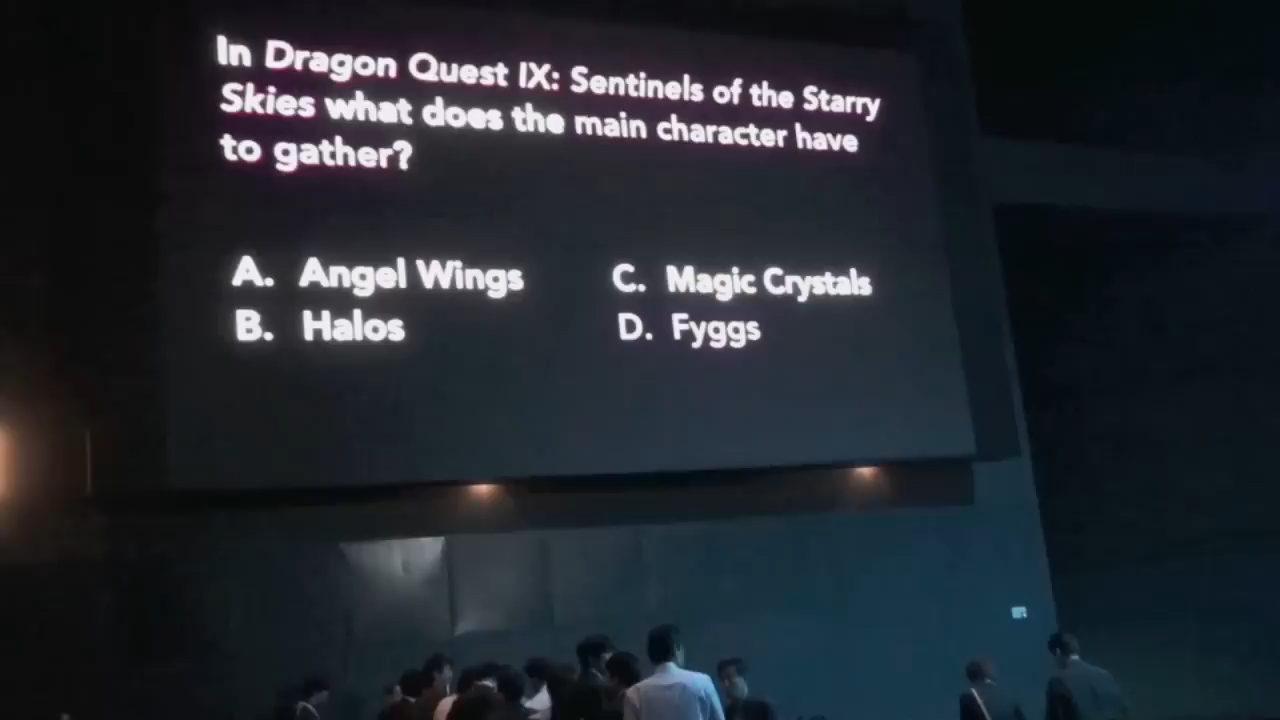 In Dragon Quest IX: Sentinels of the Starry
Skies what does the main character have
to gather?
A. Angel Wings
B. Halos
C. Magic Crystals
D. Fyggs